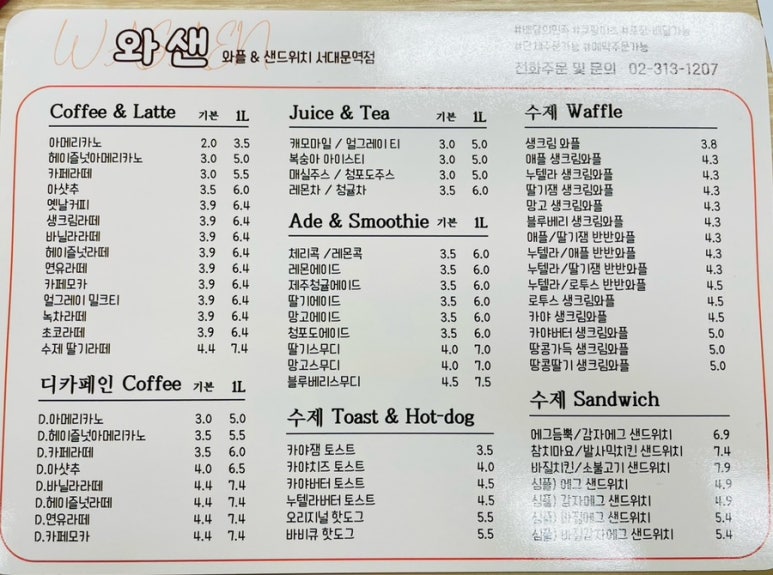 WASSEN
와샌 와플 & 샌드위치 서대문역점
전화주문 및 문의 02-313-1207
Coffee & Latte 기본 1L
아메리카노 2.0 3.5
헤이즐넛아메리카노 3.0 5.0
카페라떼 3.0 5.5
아샷추 3.5 6.0
옛날커피 3.9 6.4
생크림라떼 3.9 6.4
바닐라라떼 3.9 6.4
헤이즐넛라떼 3.9 6.4
연유라떼 3.9 6.4
카페모카 3.9 6.4
얼그레이 밀크티 3.9 6.4
녹차라떼 3.9 6.4
초코라떼 3.9 6.4
수제 딸기라떼 4.4 7.4
디카페인 Coffee 기본 1L
D.아메리카노 3.0 5.0
D.헤이즐넛아메리카노 3.5 5.5
D.카페라떼 3.5 6.0
D.아샷추 4.0 6.5
D.바닐라라떼 4.4 7.4
D.헤이즐넛라떼 4.4 7.4
D.연유라떼 4.4 7.4
D.카페모카 4.4 7.4
Juice & Tea 기본 1L
캐모마일 / 얼그레이 티 3.0 5.0
복숭아 아이스티 3.0 5.0
매실주스 / 청포도주스 3.0 5.0
레몬차 / 청귤차 3.5 6.0
Ade & Smoothie 기본 1L
체리콕 /레몬콕 3.5 6.0
레몬에이드 3.5 6.0
제주청귤에이드 3.5 6.0
딸기에이드 3.5 6.0
망고에이드 3.5 6.0
청포도에이드 3.5 6.0
딸기스무디 4.0 7.0
망고스무디 4.0 7.0
블루베리스무디 4.5 7.5
수제 Toast & Hot-dog
카야잼 토스트 3.5
카야치즈 토스트 4.0
카야버터 토스트 4.5
누텔라버터 토스트 4.5
오리지널 핫도그 5.5
바비큐 핫도그 5.5
수제 Waffle
생크림 와플 3.8
애플 생크림와플 4.3
누텔라 생크림와플 4.3
딸기잼 생크림와플 4.3
망고 생크림와플 4.3
블루베리 생크림와플 4.3
애플/딸기잼 반반와플 4.3
누텔라/애플 반반와플 4.3
누텔라/딸기잼 반반와플 4.3
누텔라/로투스 반반와플 4.5
로투스 생크림와플 4.5
카야 생크림와플 4.5
카야버터 생크림와플 5.0
땅콩가득 생크림와플 5.0
땅콩딸기 생크림와플 5.0
수제 Sandwich
에그듬뿍/감자에그 샌드위치 6.9
참치마요/발사믹치킨 샌드위치 7.4
바질치킨/소불고기 샌드위치 7.9
심플) 에그 샌드위치 4.9
심플) 감자에그 샌드위치 4.9
심플) 바질에그 샌드위치 5.4
심플) 바질감자에그 샌드위치 5.4